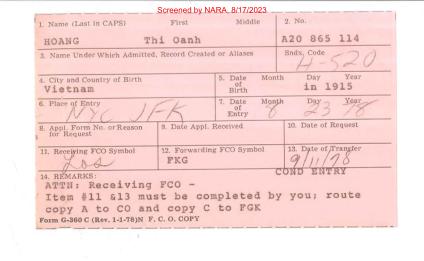 Screened by NARA, 8/17/2023
1. Name (Last in CAPS) First Middle 2. No.
HOANG Thi Oanh A20 865 114
3. Name Under Which Admitted, Record Created or Aliases Sndx. Code
H-520
4. City and Country of Birth 5. Date of Birth Month Day Year
Vietnam in 1915
6. Place of Entry 7. Date of Entry Month Day Year
NYC JFK 8 23 78
8. Appl. Form No. or Reason for Request 9. Date Appl. Received 10. Date of Request
11. Receiving FCO Symbol 12. Forwarding FCO Symbol 13. Date of Transfer
Los FKG 9/11/78
14. REMARKS: COND ENTRY
ATTN: Receiving FCO -
Item #11 &13 must be completed by you; route
copy A to CO and copy C to FGK
Form G-360 C (Rev. 1-1-78)N F. C. O. COPY